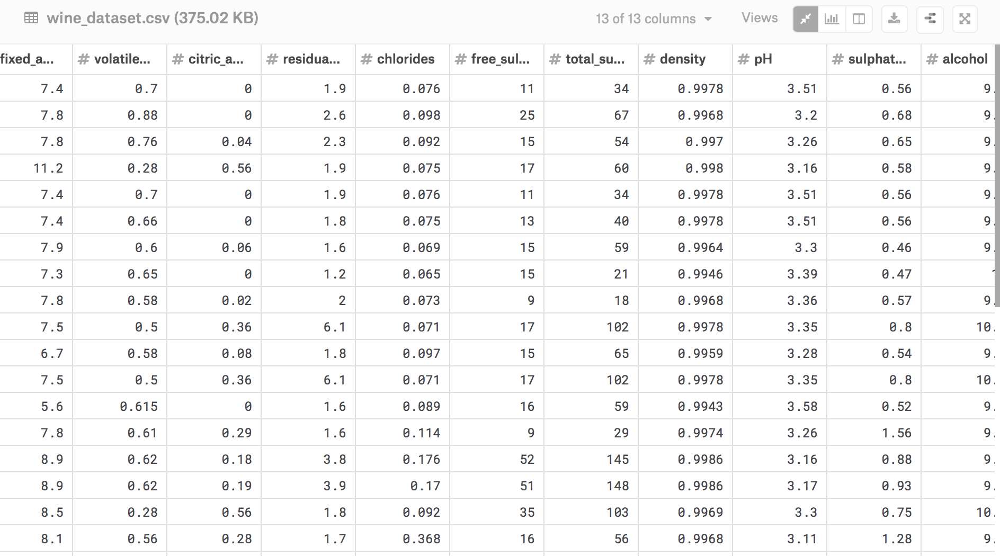 wine_dataset.csv (375.02 KB) 13 of 13 columns Views
fixed_a... # volatile... # citric_a... # residua... # chlorides # free_sul... # total_su... # density # pH # sulphat... # alcohol
7.4 0.7 0 1.9 0.076 11 34 0.9978 3.51 0.56 9.
7.8 0.88 0 2.6 0.098 25 67 0.9968 3.2 0.68 9.
7.8 0.76 0.04 2.3 0.092 15 54 0.997 3.26 0.65 9.
11.2 0.28 0.56 1.9 0.075 17 60 0.998 3.16 0.58 9.
7.4 0.7 0 1.9 0.076 11 34 0.9978 3.51 0.56 9.
7.4 0.66 0 1.8 0.075 13 40 0.9978 3.51 0.56 9.
7.9 0.6 0.06 1.6 0.069 15 59 0.9964 3.3 0.46 9.
7.3 0.65 0 1.2 0.065 15 21 0.9946 3.39 0.47
7.8 0.58 0.02 2 0.073 9 18 0.9968 3.36 0.57 9.
7.5 0.5 0.36 6.1 0.071 17 102 0.9978 3.35 0.8 10.
6.7 0.58 0.08 1.8 0.097 15 65 0.9959 3.28 0.54 9.
7.5 0.5 0.36 6.1 0.071 17 102 0.9978 3.35 0.8 10.
5.6 0.615 0 1.6 0.089 16 59 0.9943 3.58 0.52 9.
7.8 0.61 0.29 1.6 0.114 9 29 0.9974 3.26 1.56 9.
8.9 0.62 0.18 3.8 0.176 52 145 0.9986 3.16 0.88 9.
8.9 0.62 0.19 3.9 0.17 51 148 0.9986 3.17 0.93 9.
8.5 0.28 0.56 1.8 0.092 35 103 0.9969 3.3 0.75 10.
8.1 0.56 0.28 1.7 0.368 16 56 0.9968 3.11 1.28 9.